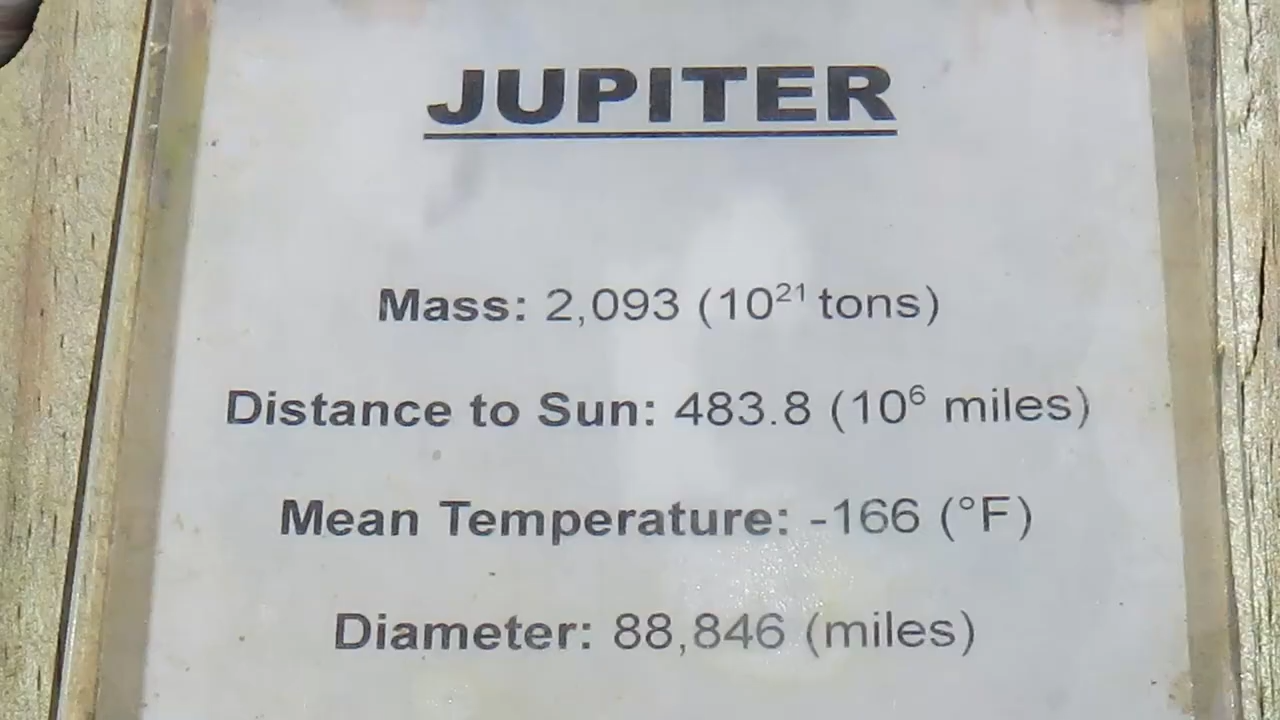 JUPITER
Mass: 2,093 (10²¹ tons)
Distance to Sun: 483.8 (10⁶ miles)
Mean Temperature: -166 (°F)
Diameter: 88,846 (miles)